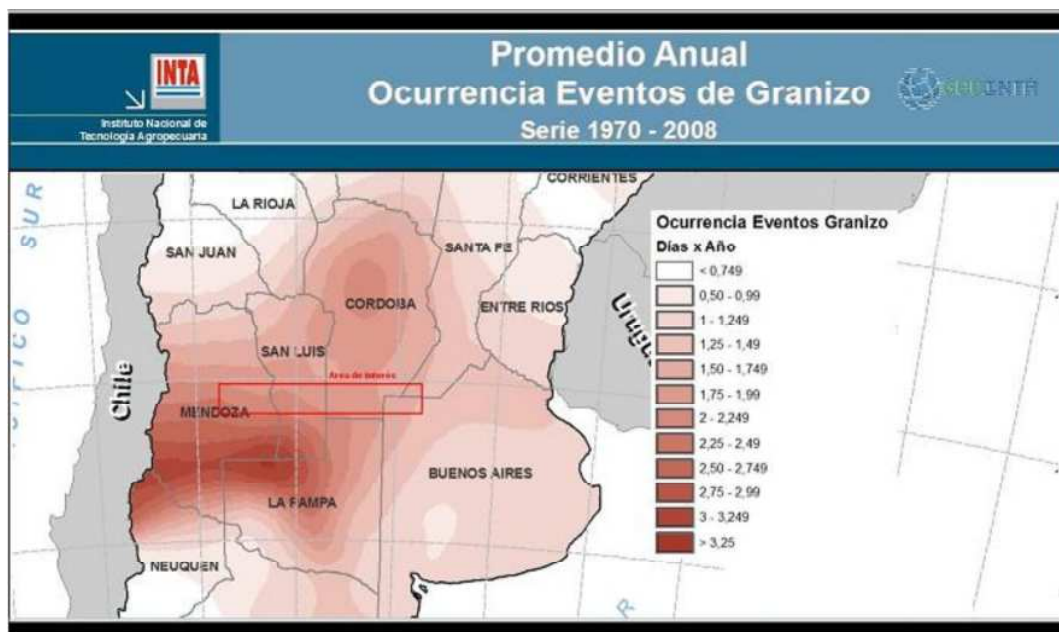 INTA
Instituto Nacional de
Tecnología Agropecuaria
Promedio Anual
Ocurrencia Eventos de Granizo
Serie 1970 - 2008
SUR
CORRIENTES
LA RIOJA
SAN JUAN
SANTA FE
CORDOBA
ENTRE RIOS
SAN LUIS
Area de Interés
MENDOZA
Chile
BUENOS AIRES
LA PAMPA
NEUQUEN
Ocurrencia Eventos Granizo
Días x Año
< 0,749
0,50 - 0,99
1 - 1,249
1,25 - 1,49
1,50 - 1,749
1,75 - 1,99
2 - 2,249
2,25 - 2,49
2,50 - 2,749
2,75 - 2,99
3 - 3,249
> 3,25